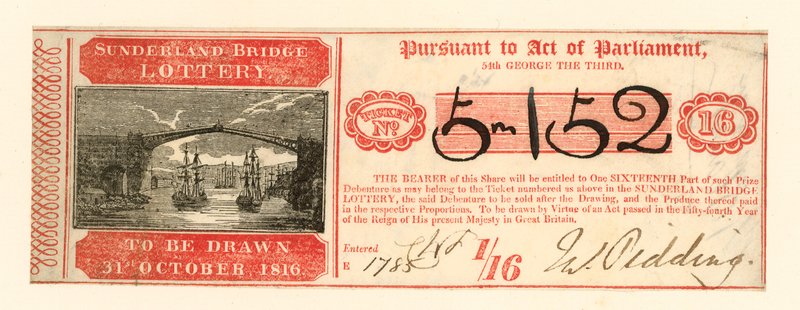 SUNDERLAND BRIDGE
LOTTERY
TO BE DRAWN
31st OCTOBER 1816.
Pursuant to Act of Parliament,
54th GEORGE THE THIRD.
TICKET
No.
5m152
16
THE BEARER of this Share will be entitled to One SIXTEENTH Part of such Prize
Debenture as may belong to the Ticket numbered as above in the SUNDERLAND BRIDGE
LOTTERY, the said Debenture to be sold after the Drawing, and the Produce thereof paid
in the respective Proportions. To be drawn by Virtue of an Act passed in the Fifty-fourth Year
of the Reign of His present Majesty in Great Britain.
Entered
E 1785
1/16
Pidding.